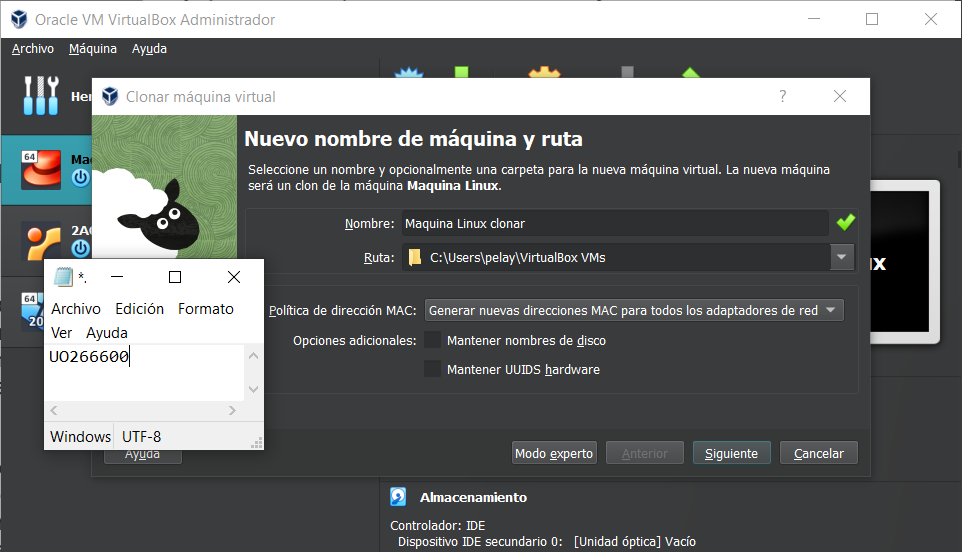 Oracle VM VirtualBox Administrador
Archivo Máquina Ayuda
Clonar máquina virtual
?
Nuevo nombre de máquina y ruta
Seleccione un nombre y opcionalmente una carpeta para la nueva máquina virtual. La nueva máquina
será un clon de la máquina Maquina Linux.
64
Nombre: Maquina Linux clonar
Ruta: C:\Users\pelay\VirtualBox VMs
Política de dirección MAC: Generar nuevas direcciones MAC para todos los adaptadores de red
Opciones adicionales: Mantener nombres de disco
Mantener UUIDS hardware
*.
Archivo Edición Formato
Ver Ayuda
UO266600
Windows UTF-8
64
20
Ayuda Modo experto Anterior Siguiente Cancelar
Almacenamiento
Controlador: IDE
Dispositivo IDE secundario 0: [Unidad óptica] Vacío